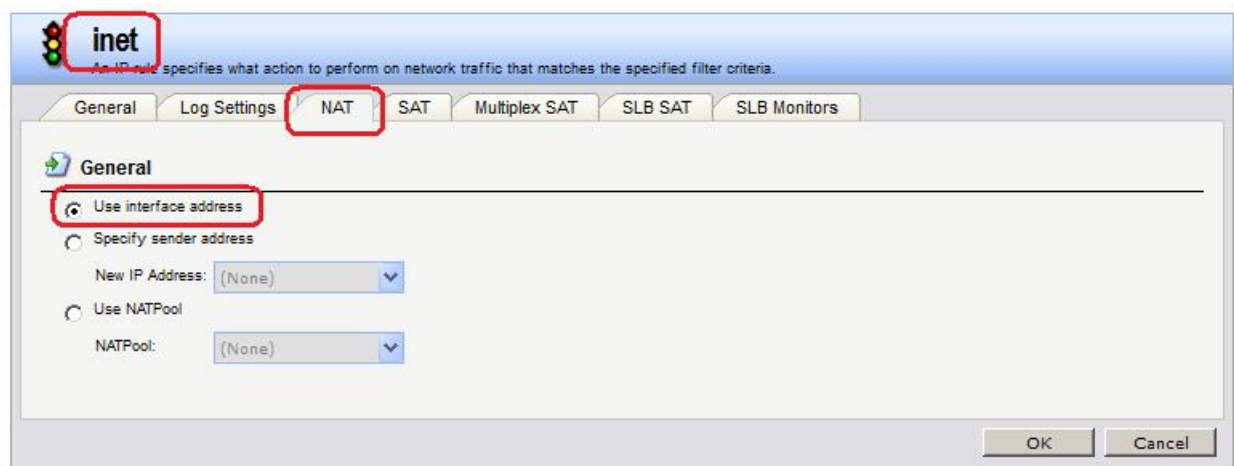 inet
An IP rule specifies what action to perform on network traffic that matches the specified filter criteria.
General Log Settings NAT SAT Multiplex SAT SLB SAT SLB Monitors
General
Use interface address
Specify sender address
New IP Address: (None)
Use NATPool
NATPool: (None)
OK Cancel